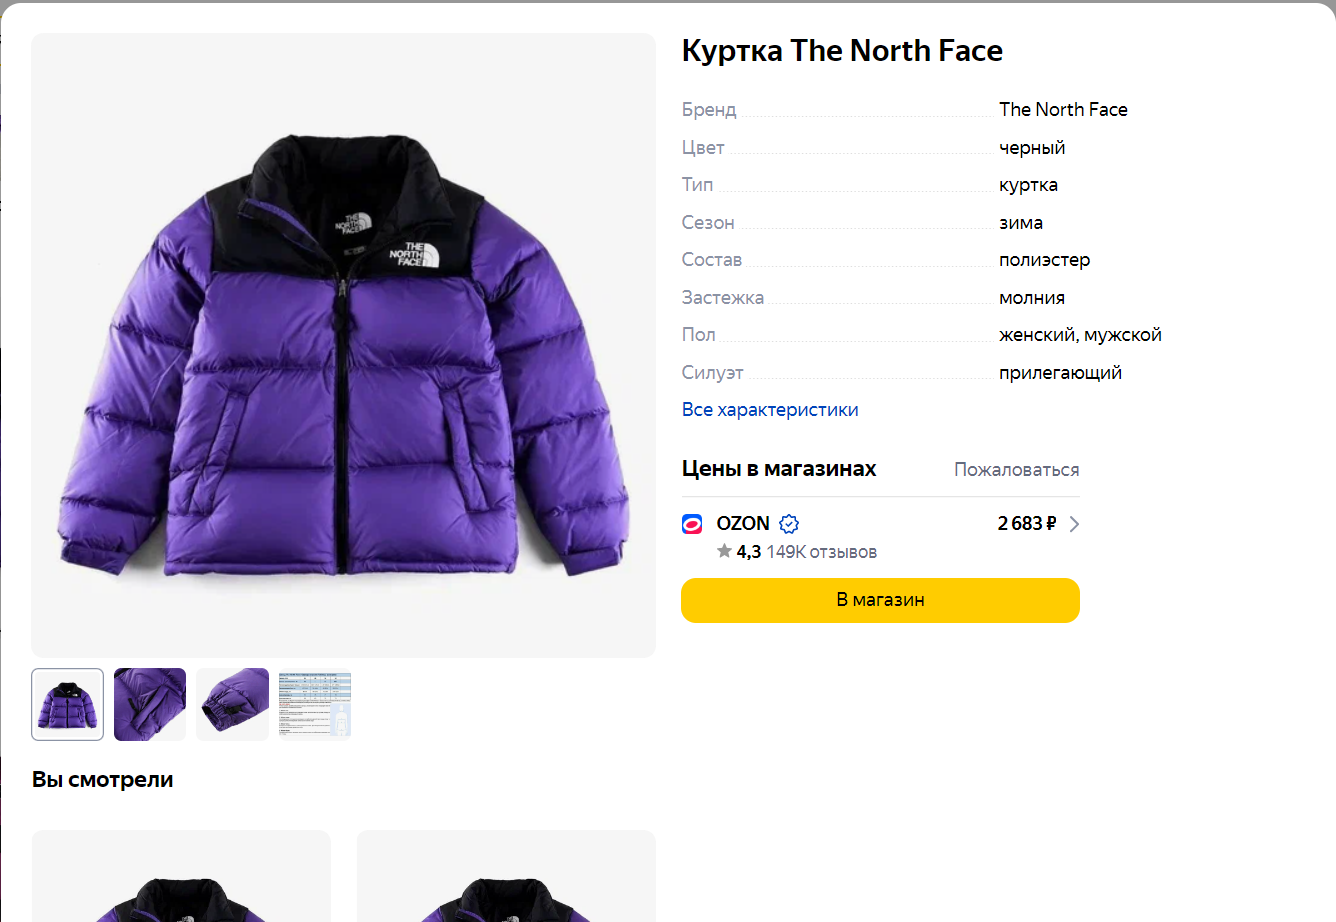 Куртка The North Face
THE
NORTH
FACE
THE
NORTH
FACE
Бренд The North Face
Цвет черный
Тип куртка
Сезон зима
Состав полиэстер
Застежка молния
Пол женский, мужской
Силуэт прилегающий
Все характеристики
Цены в магазинах Пожаловаться
OZON 2 683 ₽
4,3 149K отзывов
В магазин
Вы смотрели